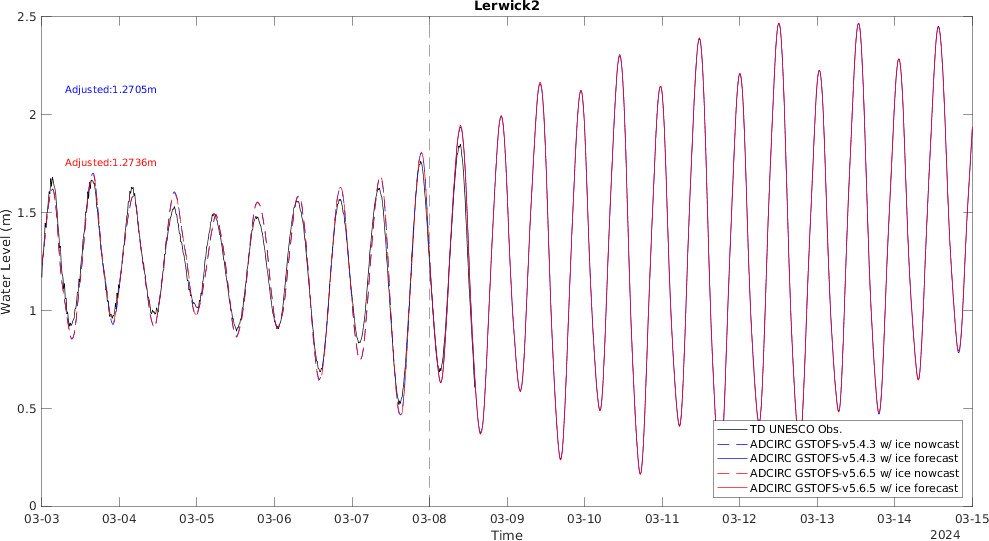 Lerwick2
2.5
2
1.5
1
0.5
0
Water Level (m)
Adjusted:1.2705m
Adjusted:1.2736m
TD UNESCO Obs.
ADCIRC GSTOFS-v5.4.3 w/ ice nowcast
ADCIRC GSTOFS-v5.4.3 w/ ice forecast
ADCIRC GSTOFS-v5.6.5 w/ ice nowcast
ADCIRC GSTOFS-v5.6.5 w/ ice forecast
03-03 03-04 03-05 03-06 03-07 03-08 03-09 03-10 03-11 03-12 03-13 03-14 03-15
Time
2024